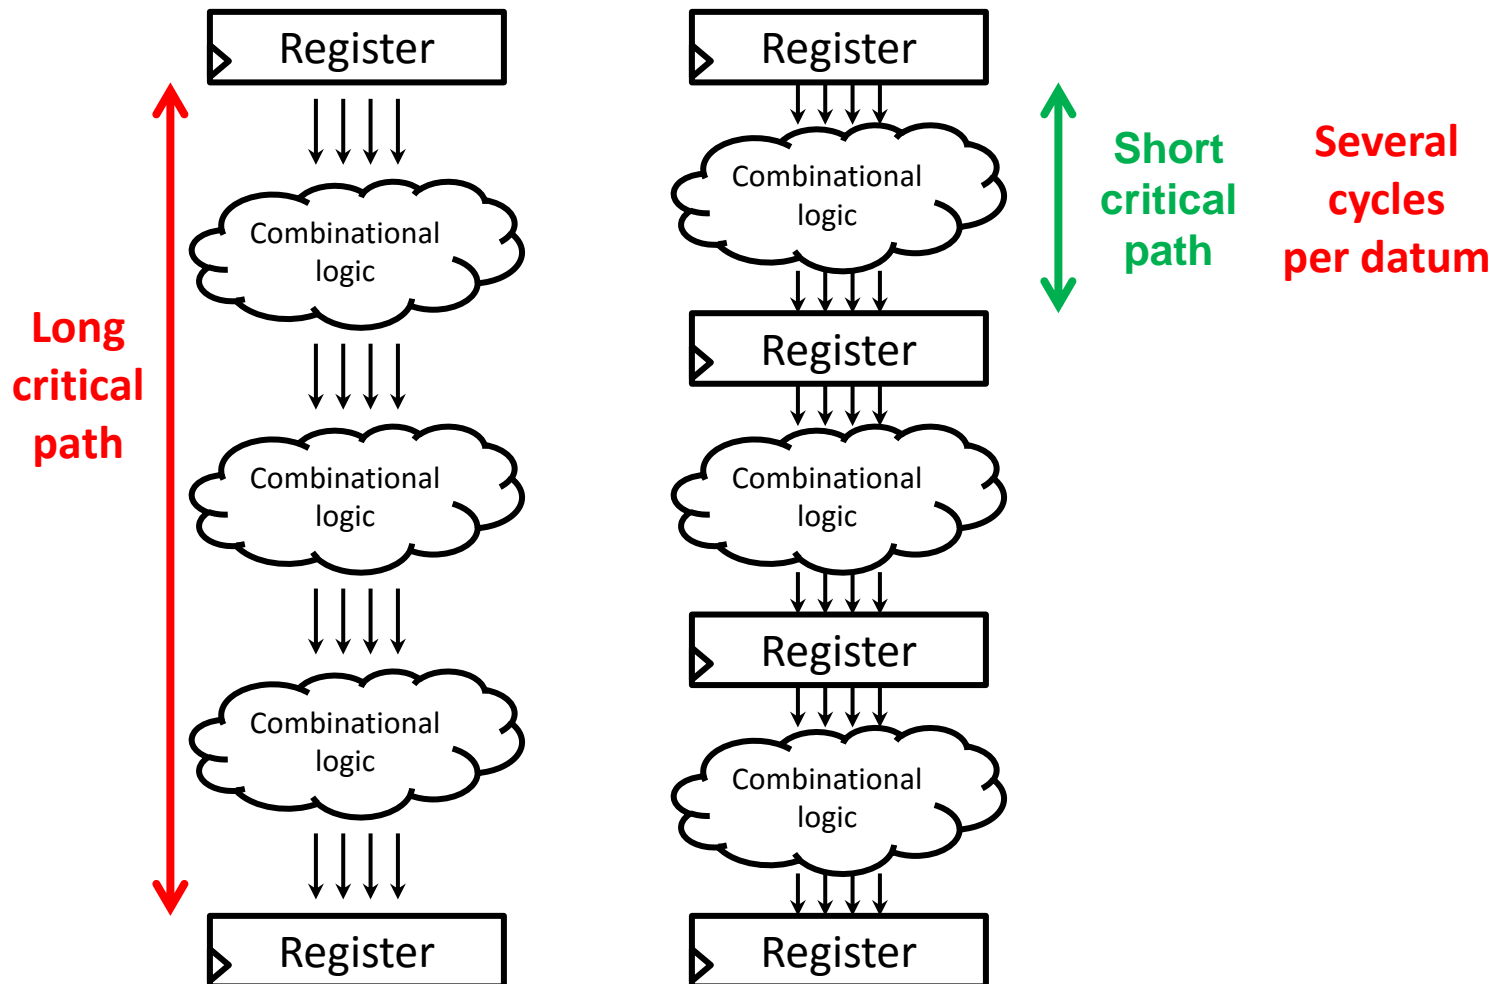 Register
Combinational
logic
Combinational
logic
Combinational
logic
Register
Long
critical
path
Register
Combinational
logic
Register
Combinational
logic
Register
Combinational
logic
Register
Short
critical
path
Several
cycles
per datum